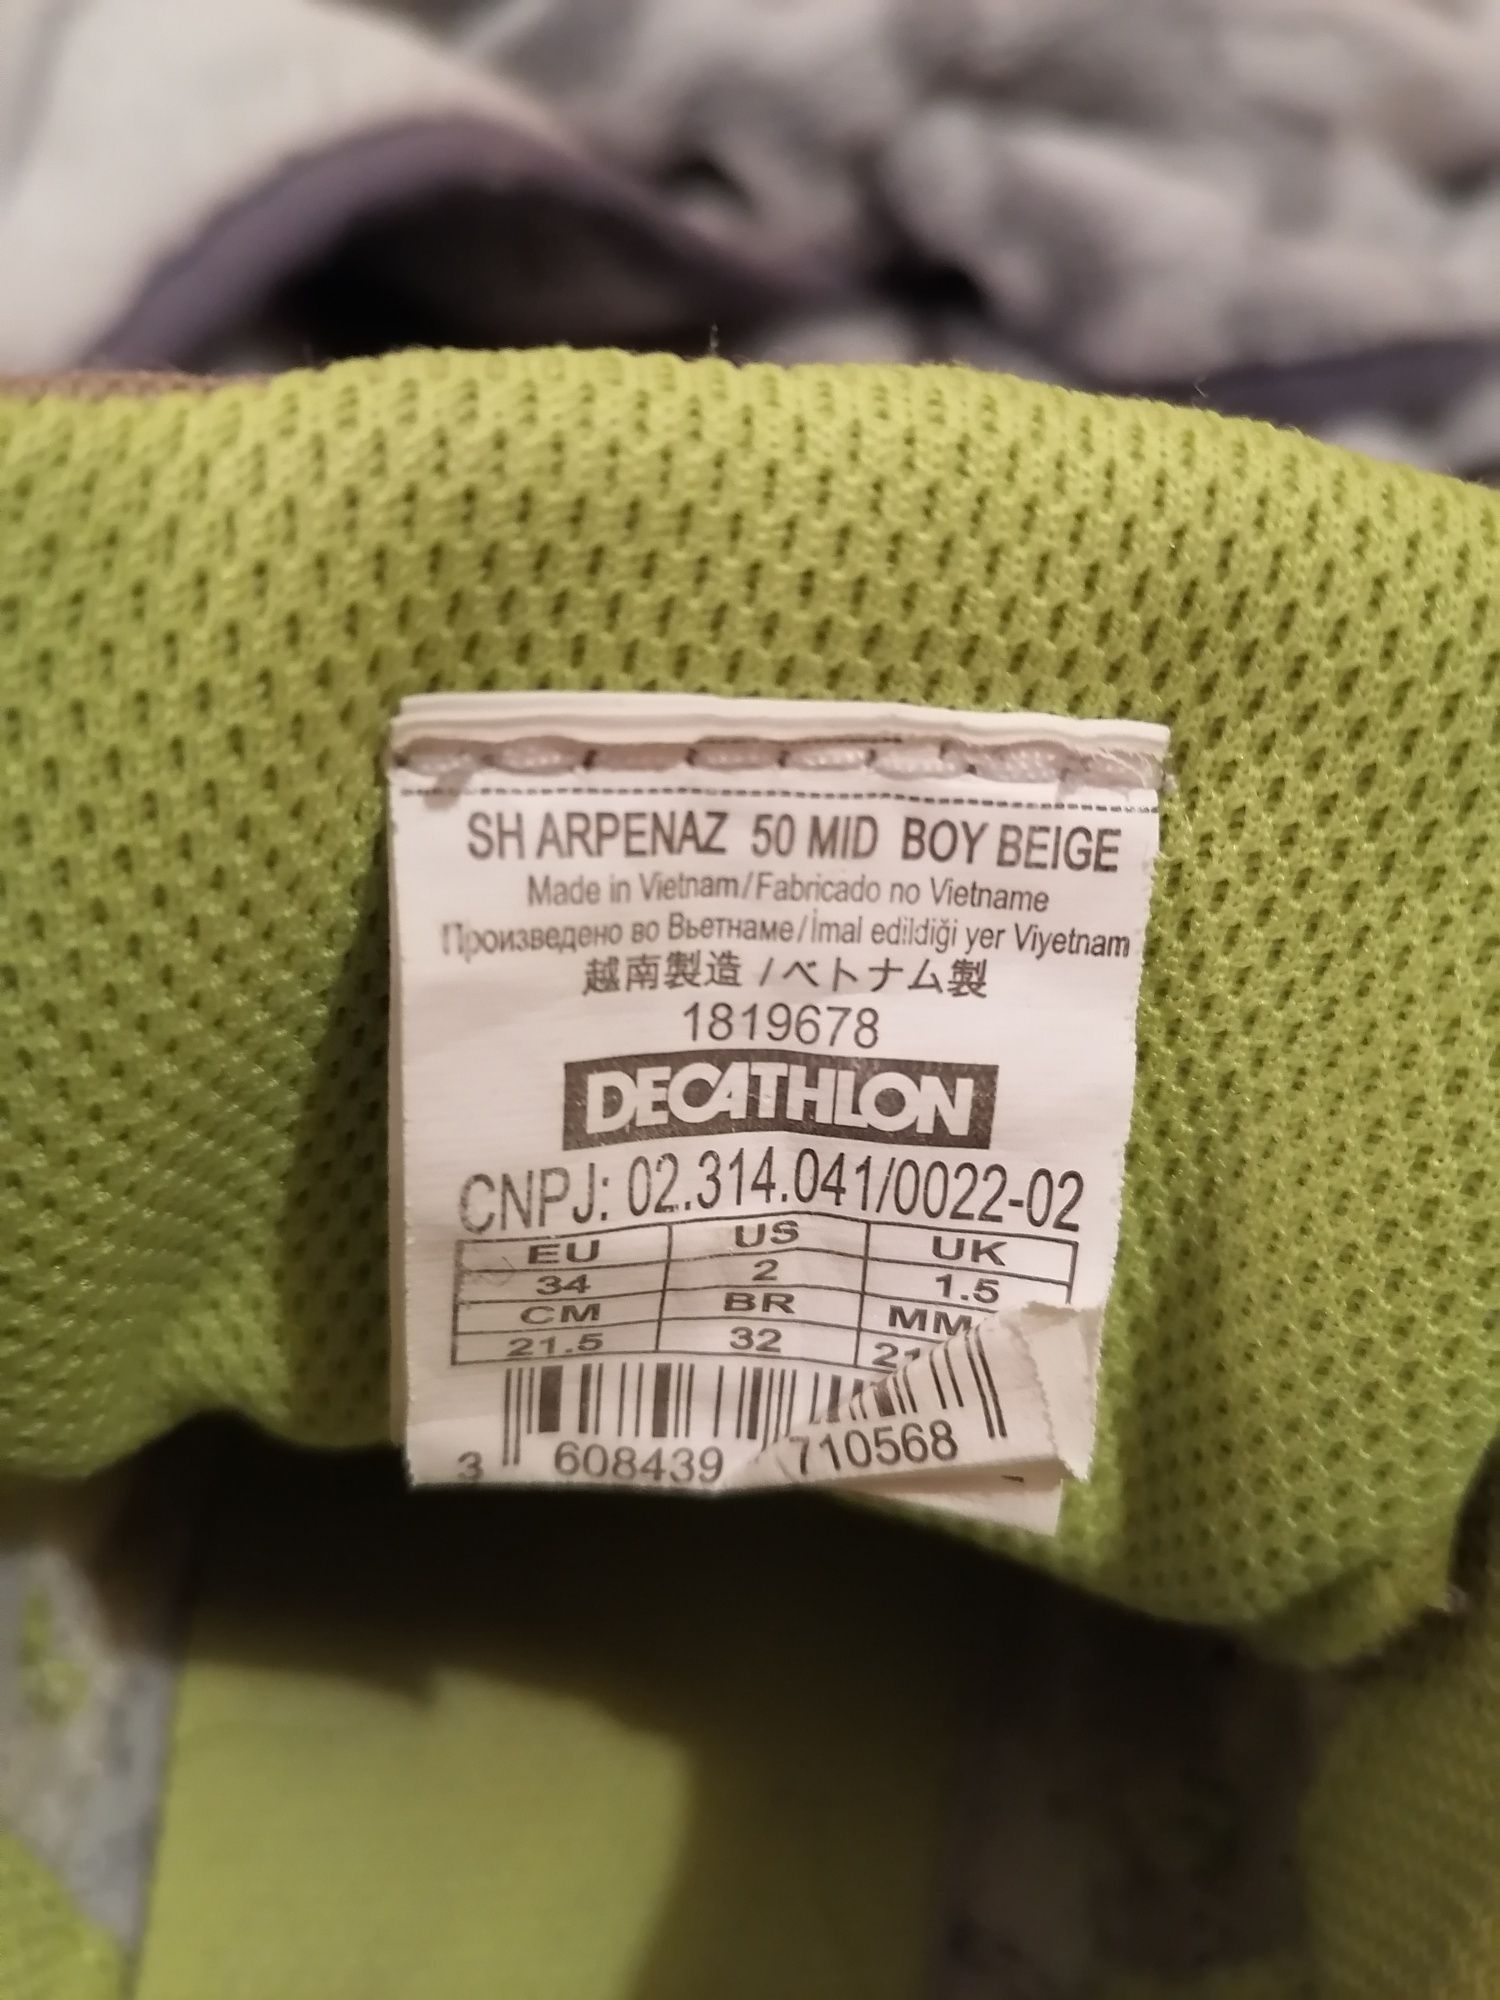 SH ARPENAZ 50 MID BOY BEIGE
Made in Vietnam/Fabricado no Vietname
Произведено во Вьетнаме/İmal edildiği yer Viyetnam
越南製造 /ベトナム製
1819678
DECATHLON
CNPJ: 02.314.041/0022-02
EU US UK
34 2 1.5
CM BR MM
21.5 32
3 608439 710568